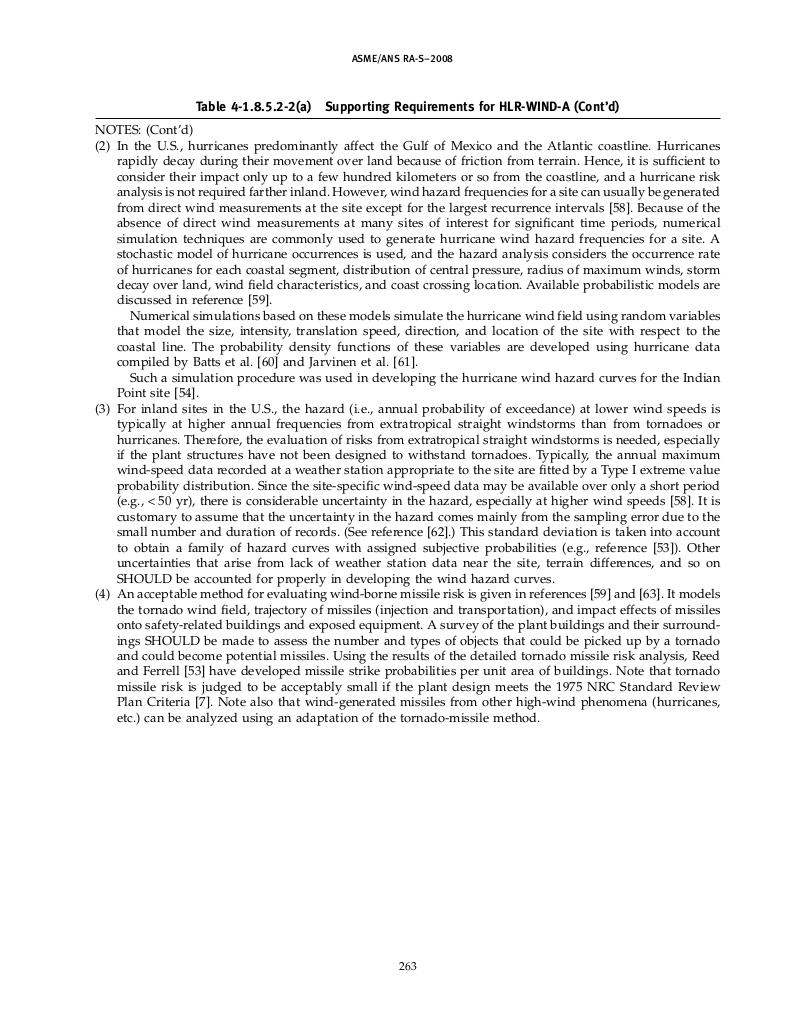 ASME/ANS RA-S–2008
Table 4-1.8.5.2-2(a) Supporting Requirements for HLR-WIND-A (Cont'd)
NOTES: (Cont'd)
(2) In the U.S., hurricanes predominantly affect the Gulf of Mexico and the Atlantic coastline. Hurricanes
rapidly decay during their movement over land because of friction from terrain. Hence, it is sufficient to
consider their impact only up to a few hundred kilometers or so from the coastline, and a hurricane risk
analysis is not required farther inland. However, wind hazard frequencies for a site can usually be generated
from direct wind measurements at the site except for the largest recurrence intervals [58]. Because of the
absence of direct wind measurements at many sites of interest for significant time periods, numerical
simulation techniques are commonly used to generate hurricane wind hazard frequencies for a site. A
stochastic model of hurricane occurrences is used, and the hazard analysis considers the occurrence rate
of hurricanes for each coastal segment, distribution of central pressure, radius of maximum winds, storm
decay over land, wind field characteristics, and coast crossing location. Available probabilistic models are
discussed in reference [59].
Numerical simulations based on these models simulate the hurricane wind field using random variables
that model the size, intensity, translation speed, direction, and location of the site with respect to the
coastal line. The probability density functions of these variables are developed using hurricane data
compiled by Batts et al. [60] and Jarvinen et al. [61].
Such a simulation procedure was used in developing the hurricane wind hazard curves for the Indian
Point site [54].
(3) For inland sites in the U.S., the hazard (i.e., annual probability of exceedance) at lower wind speeds is
typically at higher annual frequencies from extratropical straight windstorms than from tornadoes or
hurricanes. Therefore, the evaluation of risks from extratropical straight windstorms is needed, especially
if the plant structures have not been designed to withstand tornadoes. Typically, the annual maximum
wind-speed data recorded at a weather station appropriate to the site are fitted by a Type I extreme value
probability distribution. Since the site-specific wind-speed data may be available over only a short period
(e.g., < 50 yr), there is considerable uncertainty in the hazard, especially at higher wind speeds [58]. It is
customary to assume that the uncertainty in the hazard comes mainly from the sampling error due to the
small number and duration of records. (See reference [62].) This standard deviation is taken into account
to obtain a family of hazard curves with assigned subjective probabilities (e.g., reference [53]). Other
uncertainties that arise from lack of weather station data near the site, terrain differences, and so on
SHOULD be accounted for properly in developing the wind hazard curves.
(4) An acceptable method for evaluating wind-borne missile risk is given in references [59] and [63]. It models
the tornado wind field, trajectory of missiles (injection and transportation), and impact effects of missiles
onto safety-related buildings and exposed equipment. A survey of the plant buildings and their surround-
ings SHOULD be made to assess the number and types of objects that could be picked up by a tornado
and could become potential missiles. Using the results of the detailed tornado missile risk analysis, Reed
and Ferrell [53] have developed missile strike probabilities per unit area of buildings. Note that tornado
missile risk is judged to be acceptably small if the plant design meets the 1975 NRC Standard Review
Plan Criteria [7]. Note also that wind-generated missiles from other high-wind phenomena (hurricanes,
etc.) can be analyzed using an adaptation of the tornado-missile method.
263